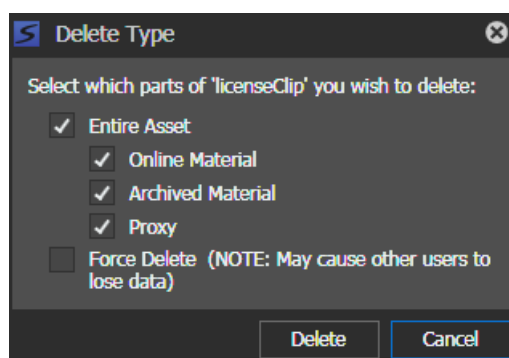 Delete Type
Select which parts of 'licenseClip' you wish to delete:
Entire Asset
Online Material
Archived Material
Proxy
Force Delete (NOTE: May cause other users to
lose data)
Delete Cancel